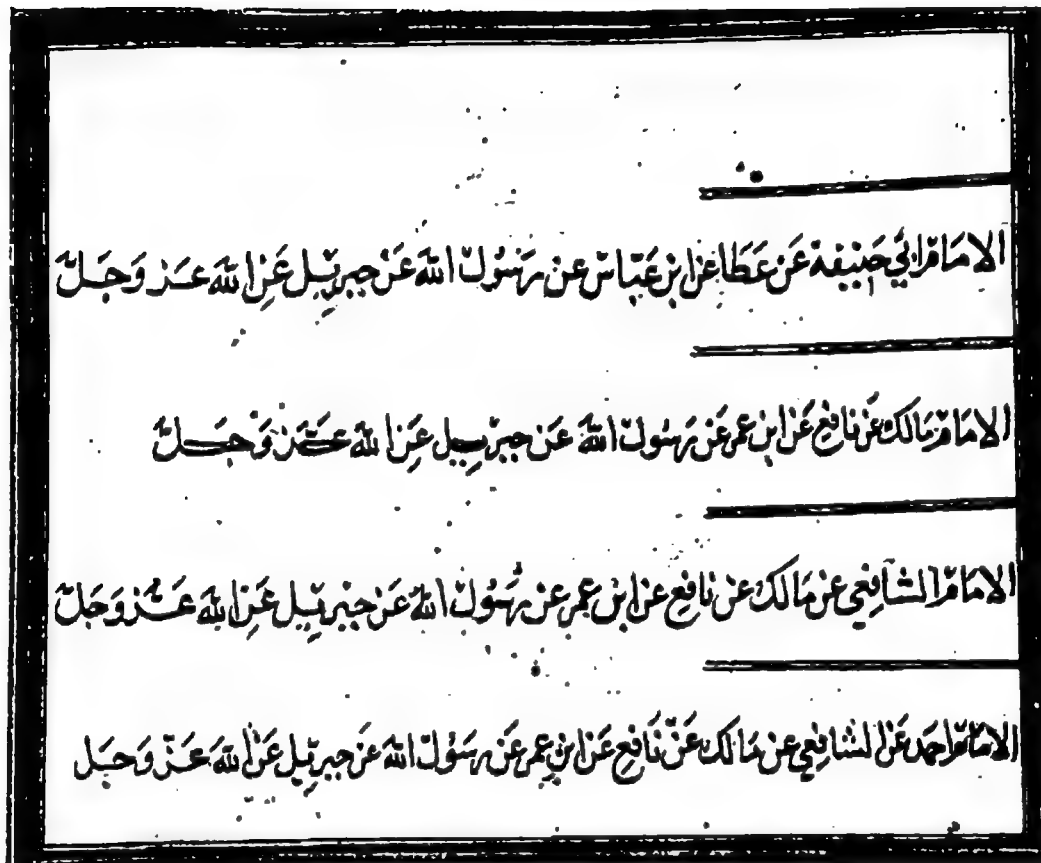 الامام ابي حنيفة عن عطا عن ابن عباس عن رسول الله عن جبريل عن الله عز وجل
الامام مالك عن نافع عن ابن عمر عن رسول الله عن جبريل عن الله عز وجل
الامام الشافعي عن مالك عن نافع عن ابن عمر عن رسول الله عن جبريل عن الله عز وجل
الامام احمد عن الشافعي عن مالك عن نافع عن ابن عمر عن رسول الله عن جبريل عن الله عز وجل